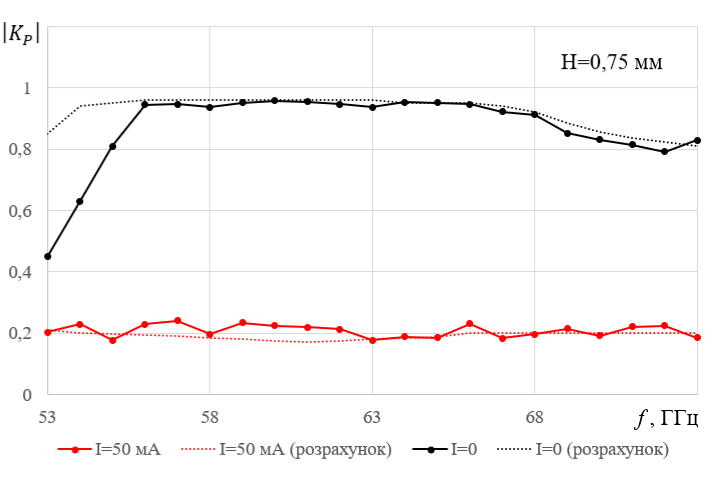 |K_P|
H=0,75 мм
1
0,8
0,6
0,4
0,2
0
53 58 63 68
f, ГГц
I=50 мА I=50 мА (розрахунок) I=0 I=0 (розрахунок)